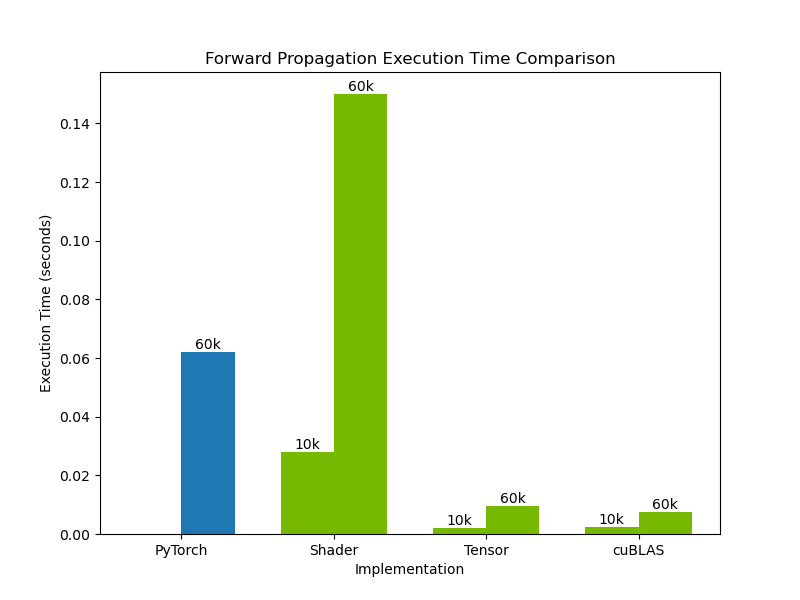 Forward Propagation Execution Time Comparison
Execution Time (seconds)
0.14
0.12
0.10
0.08
0.06
0.04
0.02
0.00
60k
10k
60k
10k
60k
10k
60k
PyTorch
Shader
Tensor
cuBLAS
Implementation